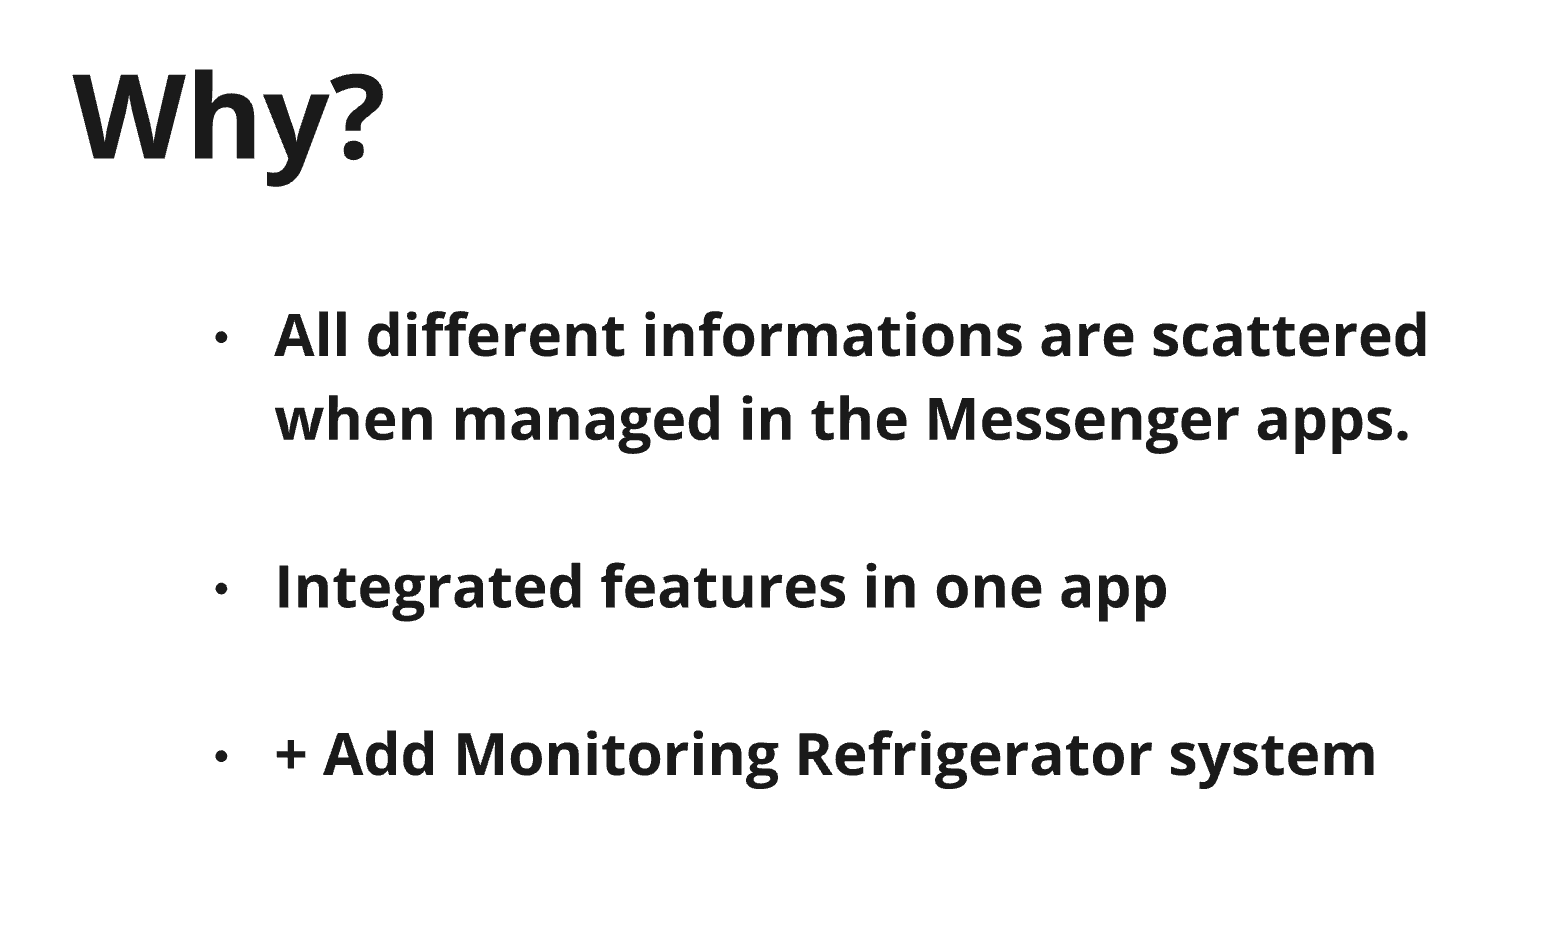 Why?
• All different informations are scattered
when managed in the Messenger apps.
• Integrated features in one app
• + Add Monitoring Refrigerator system